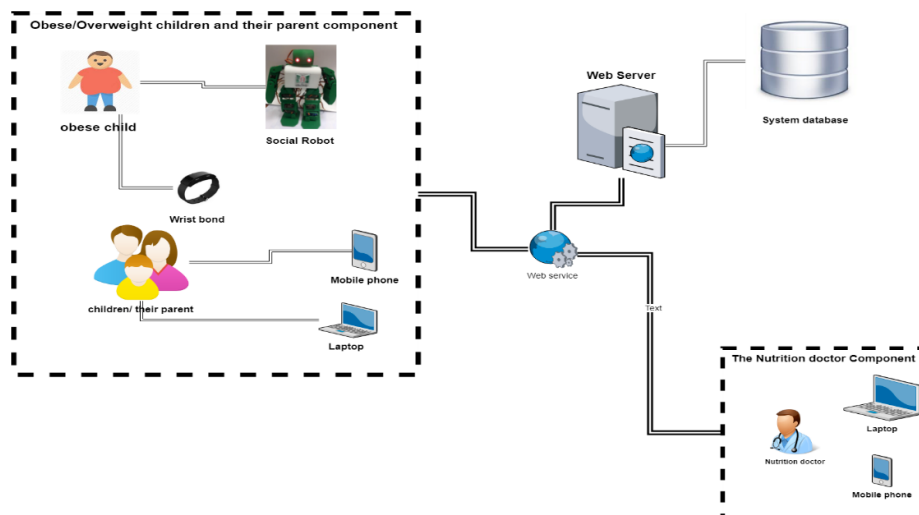 Obese/Overweight children and their parent component
obese child
Social Robot
Wrist bond
children/ their parent
Mobile phone
Laptop
Web Server
System database
Web service
Text
The Nutrition doctor Component
Laptop
Nutrition doctor
Mobile phone